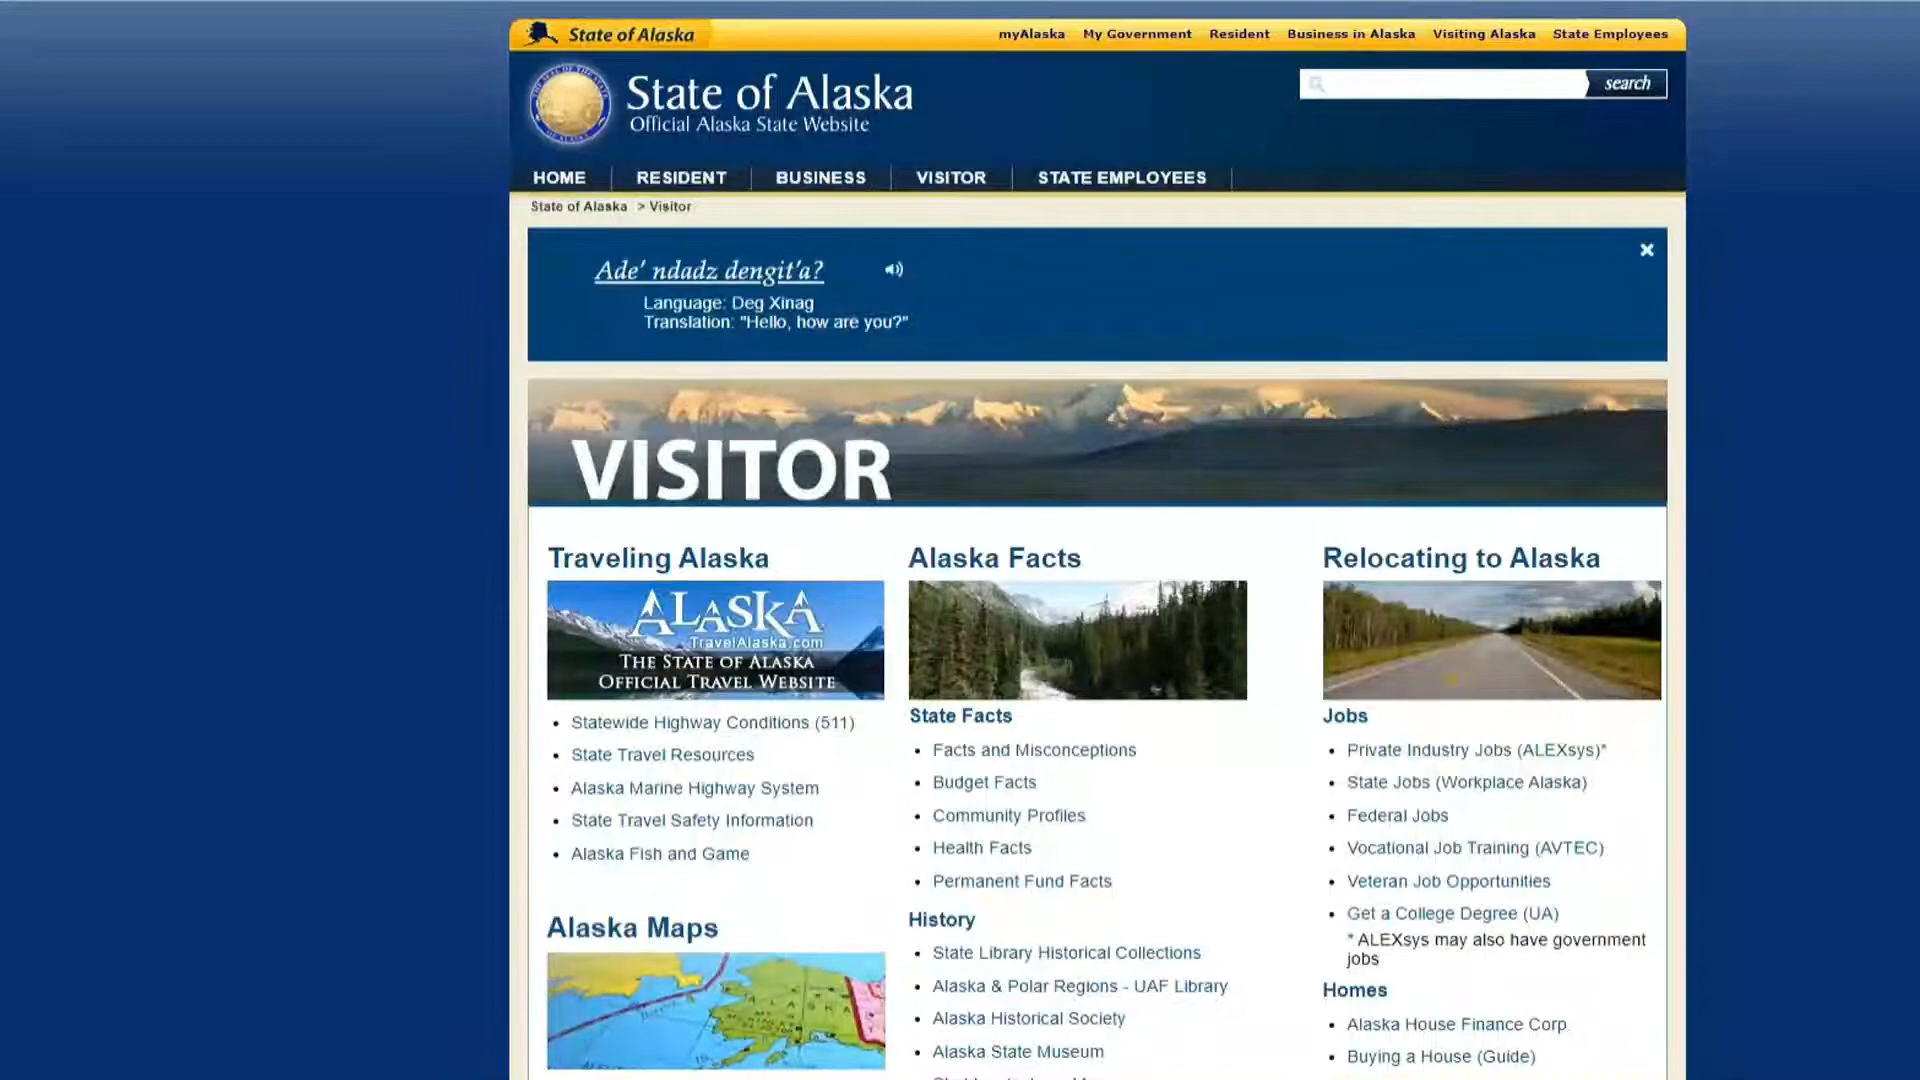 State of Alaska
myAlaska My Government Resident Business in Alaska Visiting Alaska State Employees
State of Alaska
Official Alaska State Website
search
HOME RESIDENT BUSINESS VISITOR STATE EMPLOYEES
State of Alaska > Visitor
Ade' ndadz dengit'a?
Language: Deg Xinag
Translation: "Hello, how are you?"
VISITOR
Traveling Alaska
ALASKA
TravelAlaska.com
THE STATE OF ALASKA
OFFICIAL TRAVEL WEBSITE
• Statewide Highway Conditions (511)
• State Travel Resources
• Alaska Marine Highway System
• State Travel Safety Information
• Alaska Fish and Game
Alaska Maps
ALASKA
Alaska Facts
State Facts
• Facts and Misconceptions
• Budget Facts
• Community Profiles
• Health Facts
• Permanent Fund Facts
History
• State Library Historical Collections
• Alaska & Polar Regions - UAF Library
• Alaska Historical Society
• Alaska State Museum
Relocating to Alaska
Jobs
• Private Industry Jobs (ALEXsys)*
• State Jobs (Workplace Alaska)
• Federal Jobs
• Vocational Job Training (AVTEC)
• Veteran Job Opportunities
• Get a College Degree (UA)
* ALEXsys may also have government
jobs
Homes
• Alaska House Finance Corp.
• Buying a House (Guide)